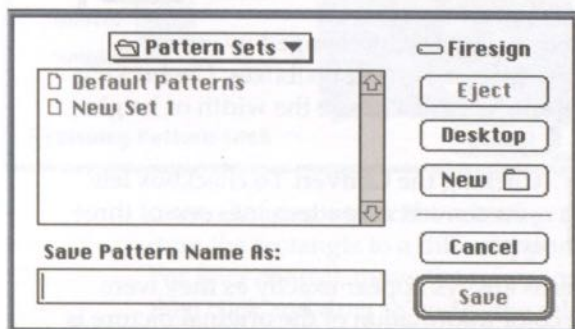 Pattern Sets
Firesign
Default Patterns
New Set 1
Eject
Desktop
New
Save Pattern Name As:
Cancel
Save